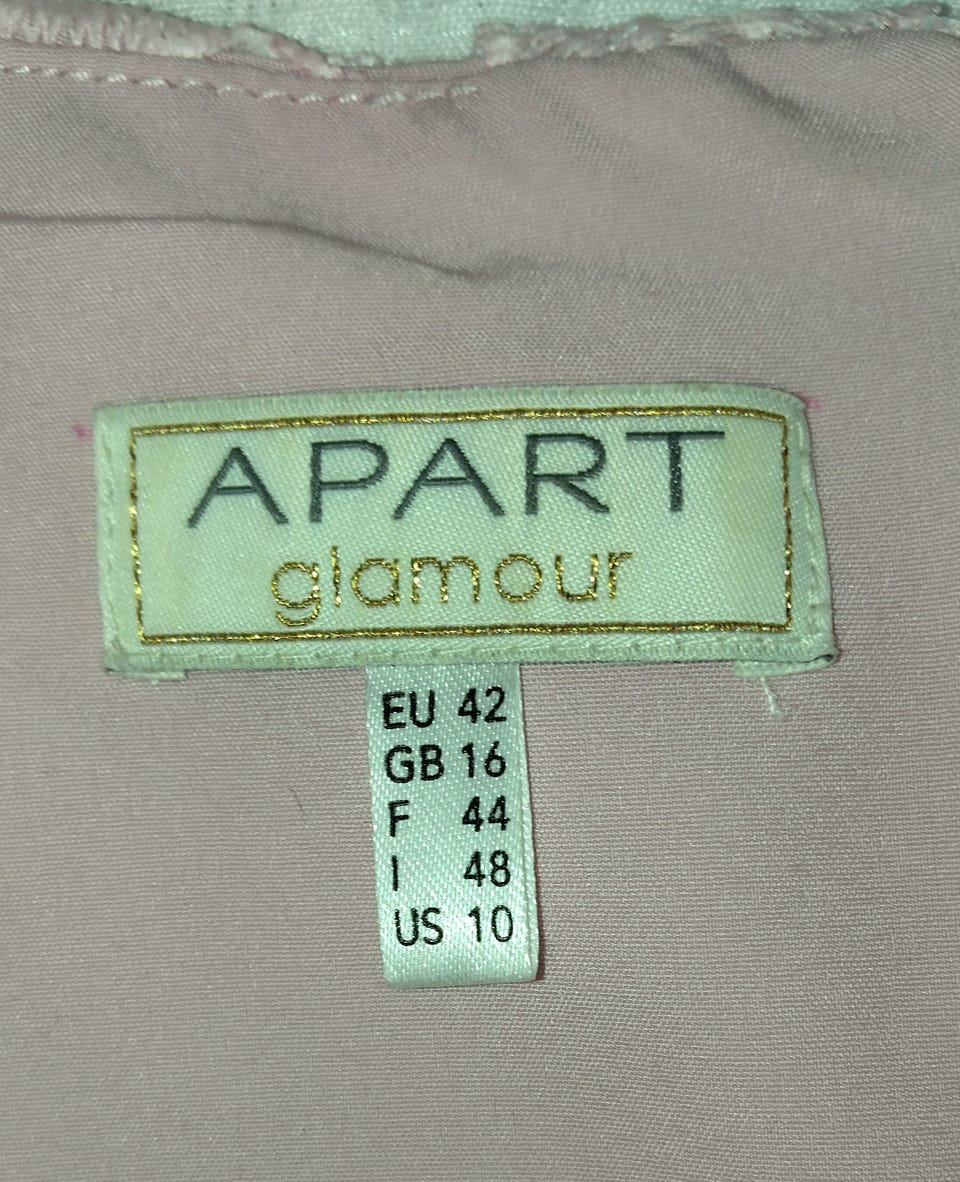 APART
glamour
EU 42
GB 16
F 44
I 48
US 10